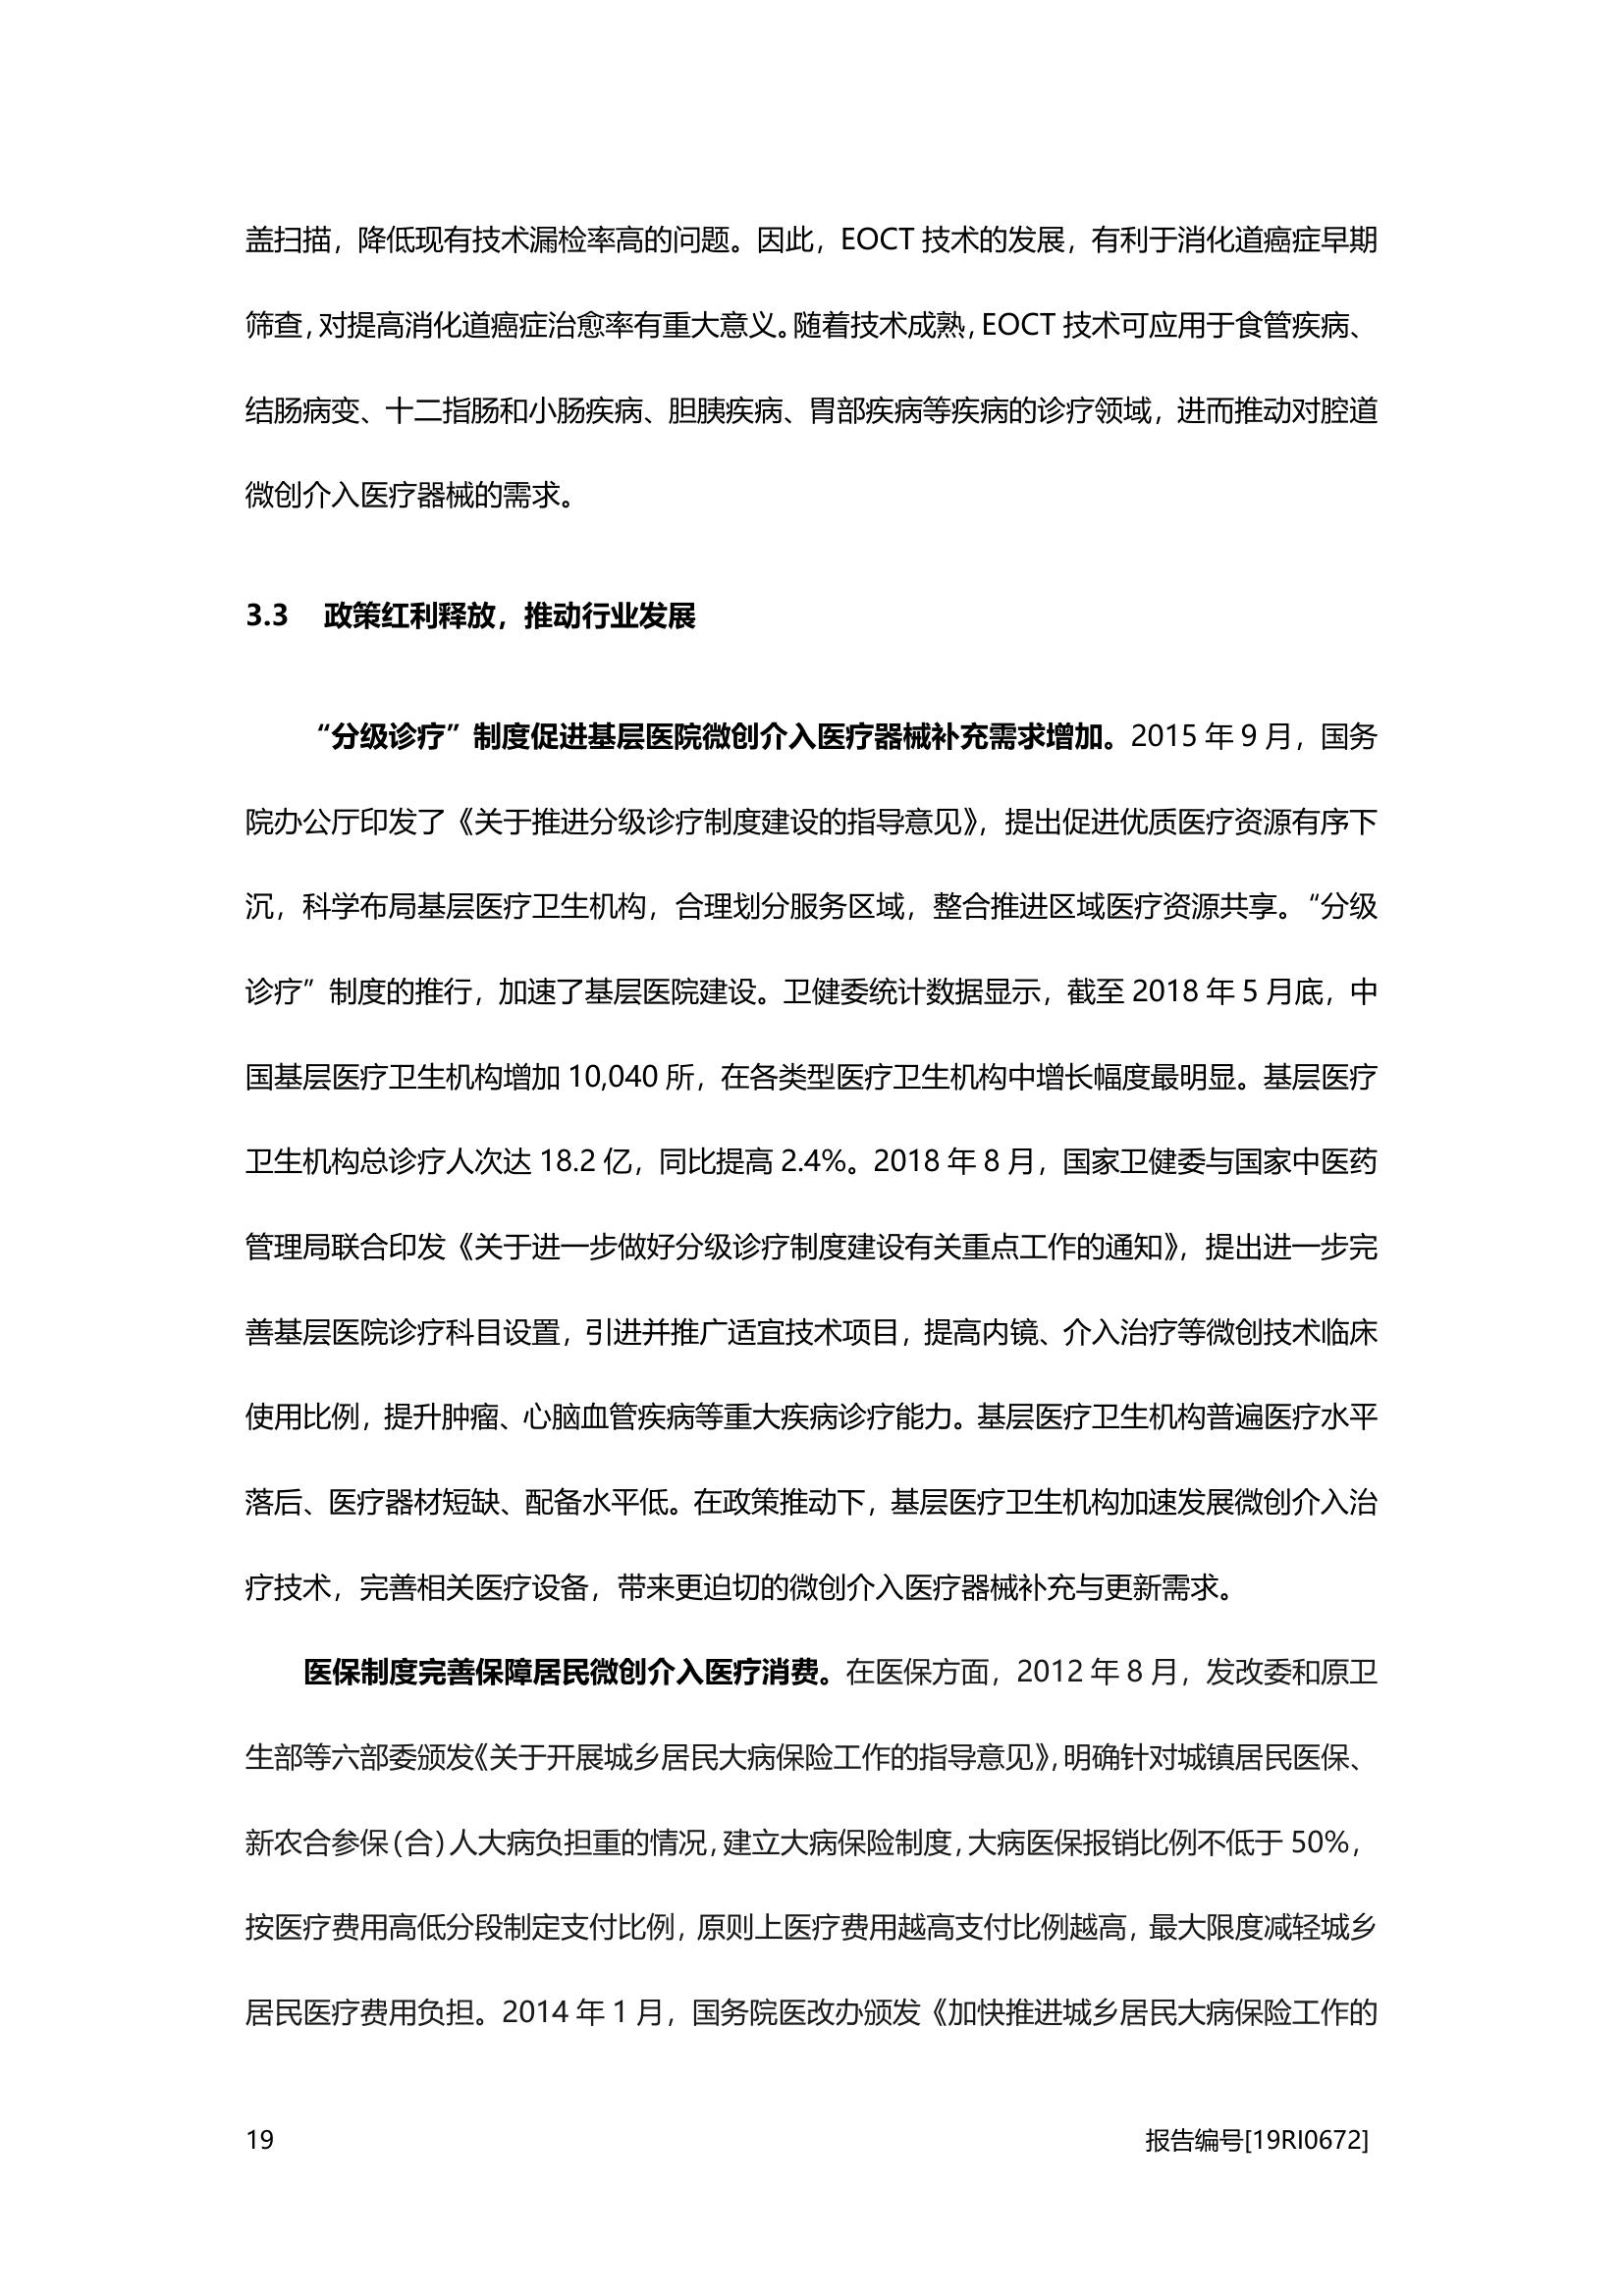 盖扫描，降低现有技术漏检率高的问题。因此，EOCT 技术的发展，有利于消化道癌症早期
筛查，对提高消化道癌症治愈率有重大意义。随着技术成熟，EOCT 技术可应用于食管疾病、
结肠病变、十二指肠和小肠疾病、胆胰疾病、胃部疾病等疾病的诊疗领域，进而推动对腔道
微创介入医疗器械的需求。
3.3 政策红利释放，推动行业发展
“分级诊疗”制度促进基层医院微创介入医疗器械补充需求增加。2015 年 9 月，国务
院办公厅印发了《关于推进分级诊疗制度建设的指导意见》，提出促进优质医疗资源有序下
沉，科学布局基层医疗卫生机构，合理划分服务区域，整合推进区域医疗资源共享。“分级
诊疗”制度的推行，加速了基层医院建设。卫健委统计数据显示，截至 2018 年 5 月底，中
国基层医疗卫生机构增加 10,040 所，在各类型医疗卫生机构中增长幅度最明显。基层医疗
卫生机构总诊疗人次达 18.2 亿，同比提高 2.4%。2018 年 8 月，国家卫健委与国家中医药
管理局联合印发《关于进一步做好分级诊疗制度建设有关重点工作的通知》，提出进一步完
善基层医院诊疗科目设置，引进并推广适宜技术项目，提高内镜、介入治疗等微创技术临床
使用比例，提升肿瘤、心脑血管疾病等重大疾病诊疗能力。基层医疗卫生机构普遍医疗水平
落后、医疗器材短缺、配备水平低。在政策推动下，基层医疗卫生机构加速发展微创介入治
疗技术，完善相关医疗设备，带来更迫切的微创介入医疗器械补充与更新需求。
医保制度完善保障居民微创介入医疗消费。在医保方面，2012 年 8 月，发改委和原卫
生部等六部委颁发《关于开展城乡居民大病保险工作的指导意见》，明确针对城镇居民医保、
新农合参保（合）人大病负担重的情况，建立大病保险制度，大病医保报销比例不低于 50%，
按医疗费用高低分段制定支付比例，原则上医疗费用越高支付比例越高，最大限度减轻城乡
居民医疗费用负担。2014 年 1 月，国务院医改办颁发《加快推进城乡居民大病保险工作的
19
报告编号[19RI0672]